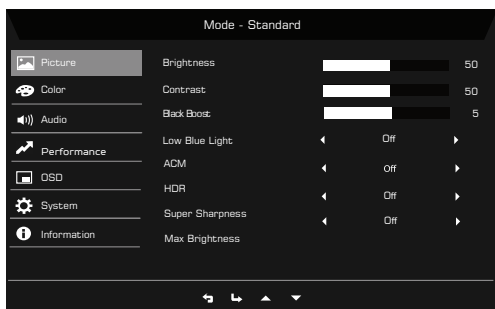 Mode - Standard
Picture
Color
Audio
Performance
OSD
System
Information
Brightness 50
Contrast 50
Black Boost 5
Low Blue Light Off
ACM Off
HDR Off
Super Sharpness Off
Max Brightness